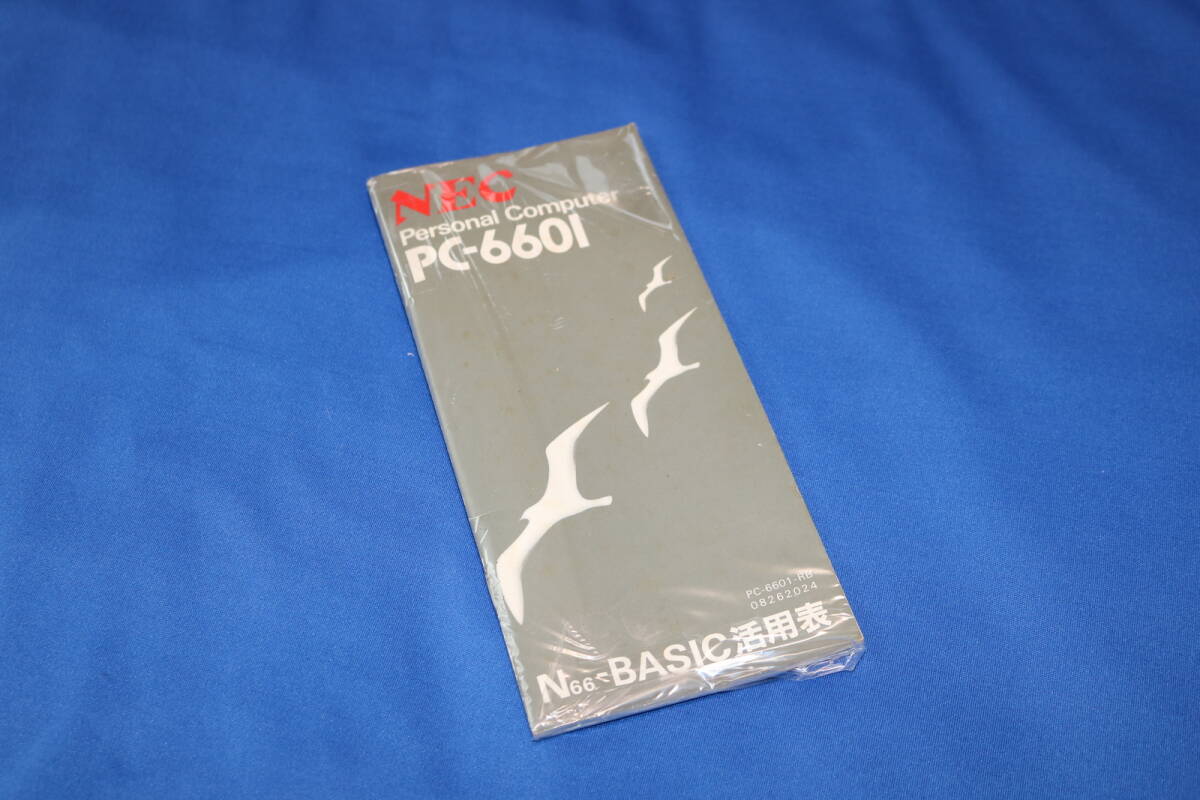 NEC
Personal Computer
PC-6601
PC-6601-RB
08262024
N66-BASIC活用表